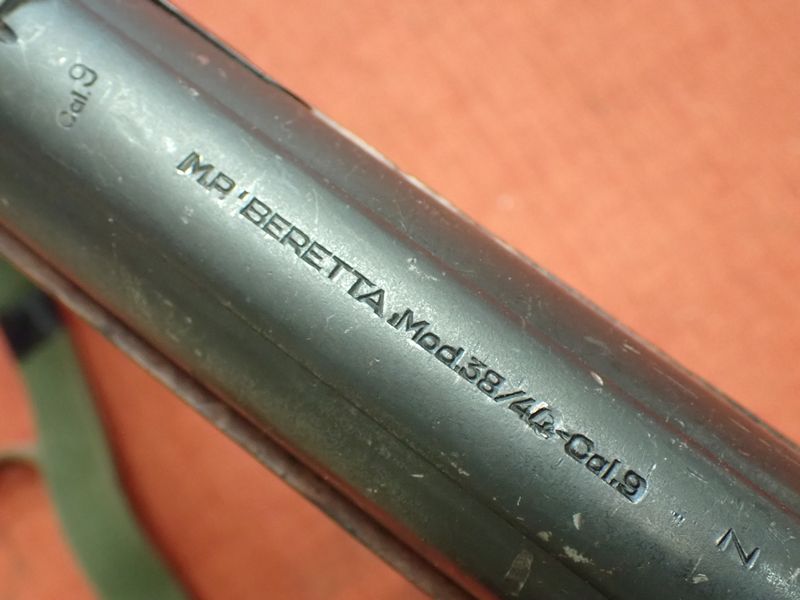 Cal.9
M.P. 'BERETTA, Mod.38/42-Cal.9
N